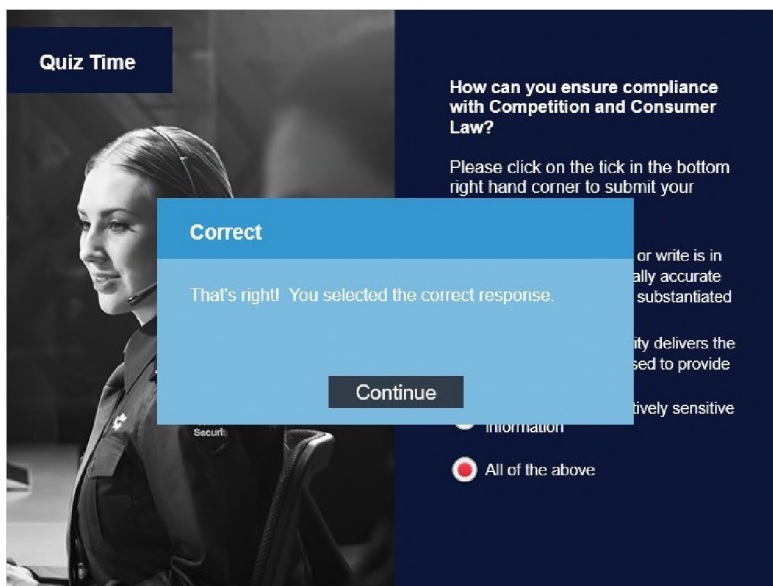 Quiz Time
How can you ensure compliance
with Competition and Consumer
Law?
Please click on the tick in the bottom
right hand corner to submit your
Correct
That's right! You selected the correct response.
Continue
or write is in
ally accurate
substantiated
ity delivers the
sed to provide
tively sensitive
information
All of the above
Security